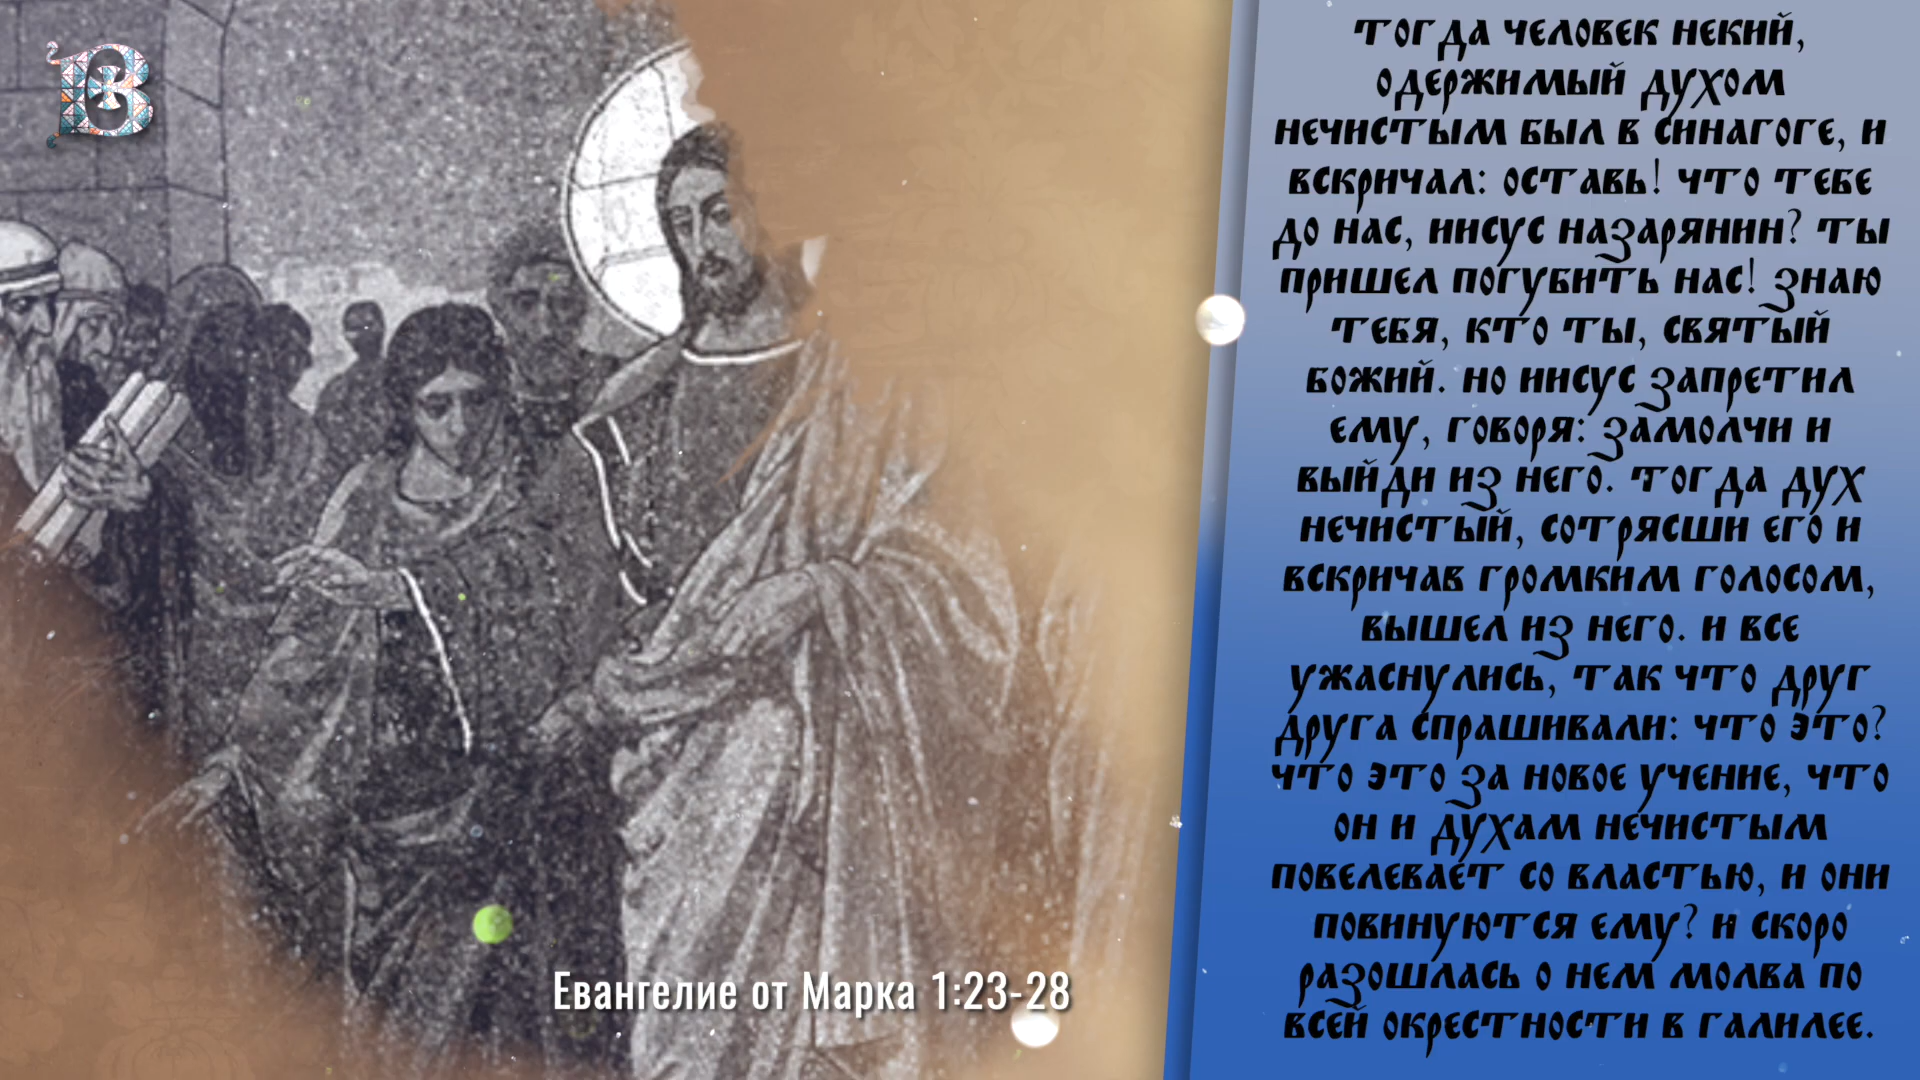 тогда человек некий,
одержимый духом
нечистым был в синагоге, и
вскричал: оставь! что тебе
до нас, иисус назарянин? ты
пришел погубить нас! знаю
тебя, кто ты, святый
божий. но иисус запретил
ему, говоря: замолчи и
выйди из него. тогда дух
нечистый, сотрясши его и
вскричав громким голосом,
вышел из него. и все
ужаснулись, так что друг
друга спрашивали: что это?
что это за новое учение, что
он и духам нечистым
повелевает со властью, и они
повинуются ему? и скоро
разошлась о нем молва по
всей окрестности в галилее.
Евангелие от Марка 1:23-28